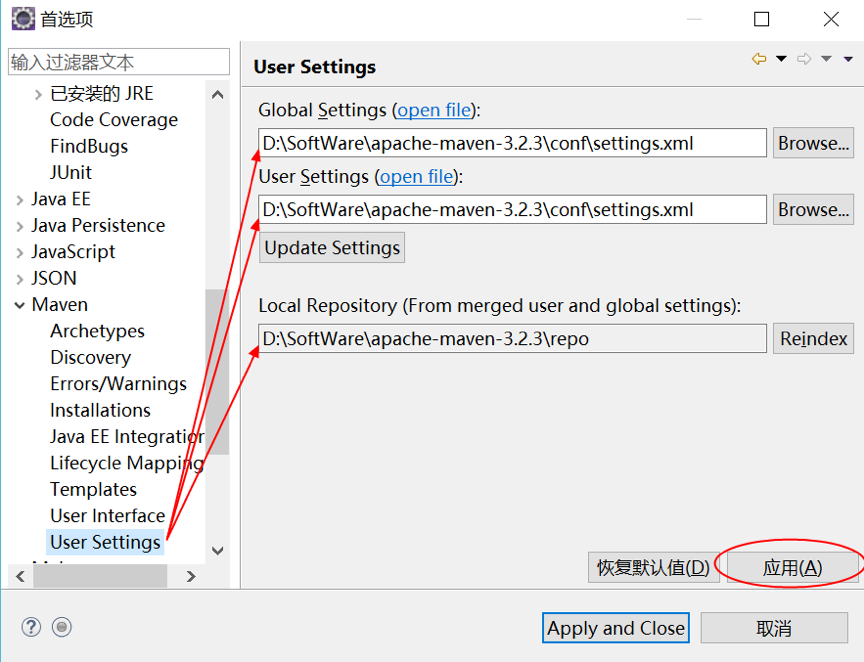 首选项
输入过滤器文本
已安装的 JRE
Code Coverage
FindBugs
JUnit
Java EE
Java Persistence
JavaScript
JSON
Maven
Archetypes
Discovery
Errors/Warnings
Installations
Java EE Integration
Lifecycle Mapping
Templates
User Interface
User Settings
User Settings
Global Settings (open file):
D:\SoftWare\apache-maven-3.2.3\conf\settings.xml
Browse...
User Settings (open file):
D:\SoftWare\apache-maven-3.2.3\conf\settings.xml
Browse...
Update Settings
Local Repository (From merged user and global settings):
D:\SoftWare\apache-maven-3.2.3\repo
Reindex
恢复默认值(D)
应用(A)
?
Apply and Close
取消